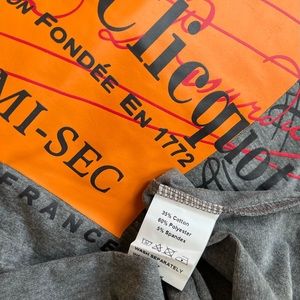 Clicquot
ON FONDÉE EN 1772
MI-SEC
FRANCE
35% Cotton
60% Polyester
5% Spandex
WASH SEPARATELY